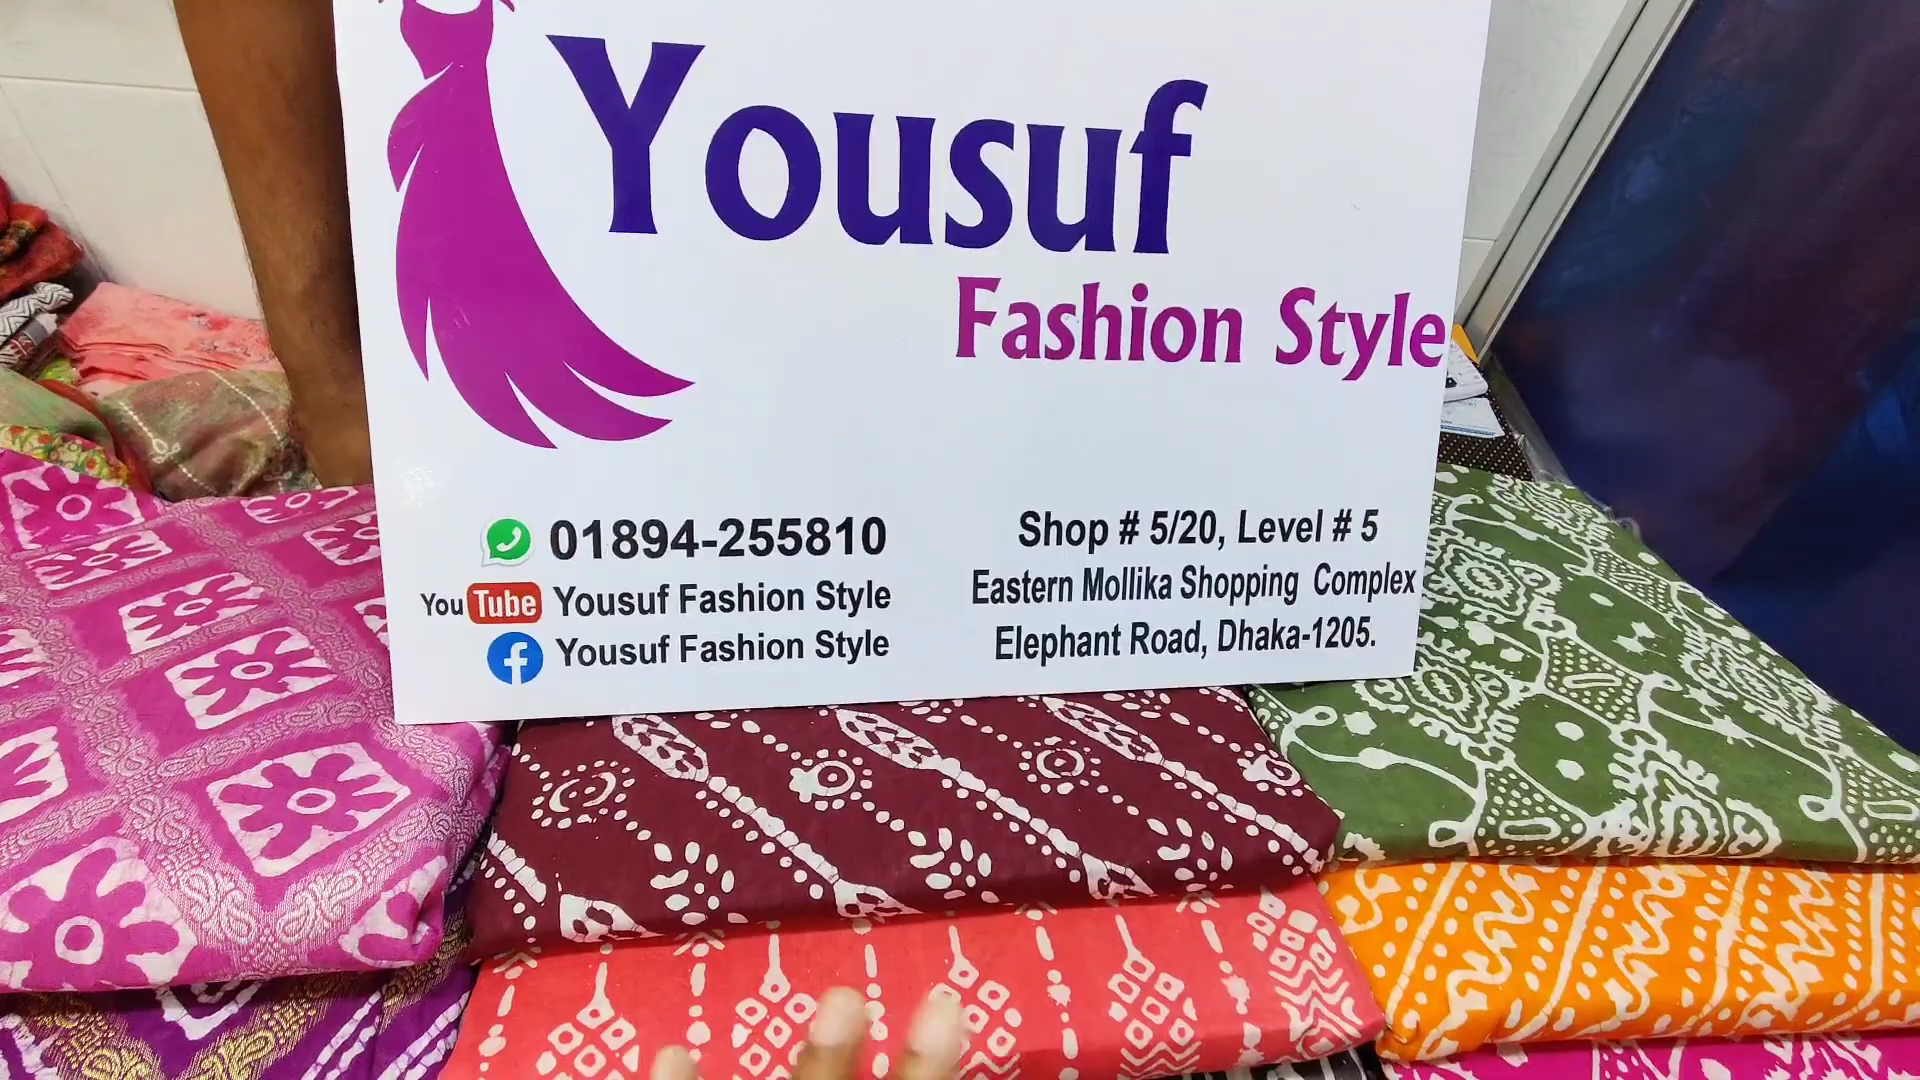 Yousuf
Fashion Style
01894-255810
YouTube Yousuf Fashion Style
Yousuf Fashion Style
Shop # 5/20, Level # 5
Eastern Mollika Shopping Complex
Elephant Road, Dhaka-1205.